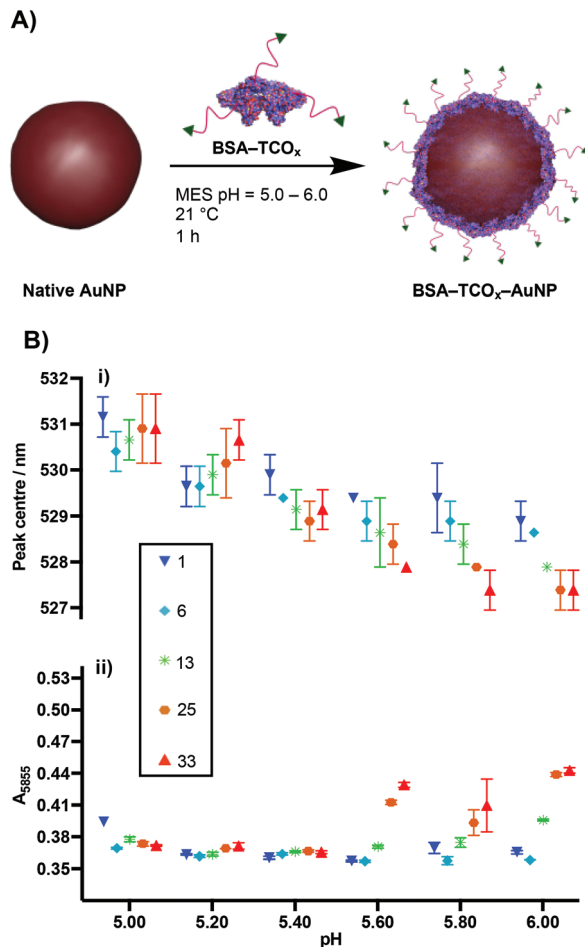 A)
BSA–TCOₓ
MES pH = 5.0 – 6.0
21 °C
1 h
Native AuNP
BSA–TCOₓ–AuNP
B)
i)
532
531
530
529
528
527
Peak centre / nm
1
6
13
25
33
ii)
0.53
0.50
0.47
0.44
0.41
0.38
0.35
A₅₈₅₅
5.00 5.20 5.40 5.60 5.80 6.00
pH